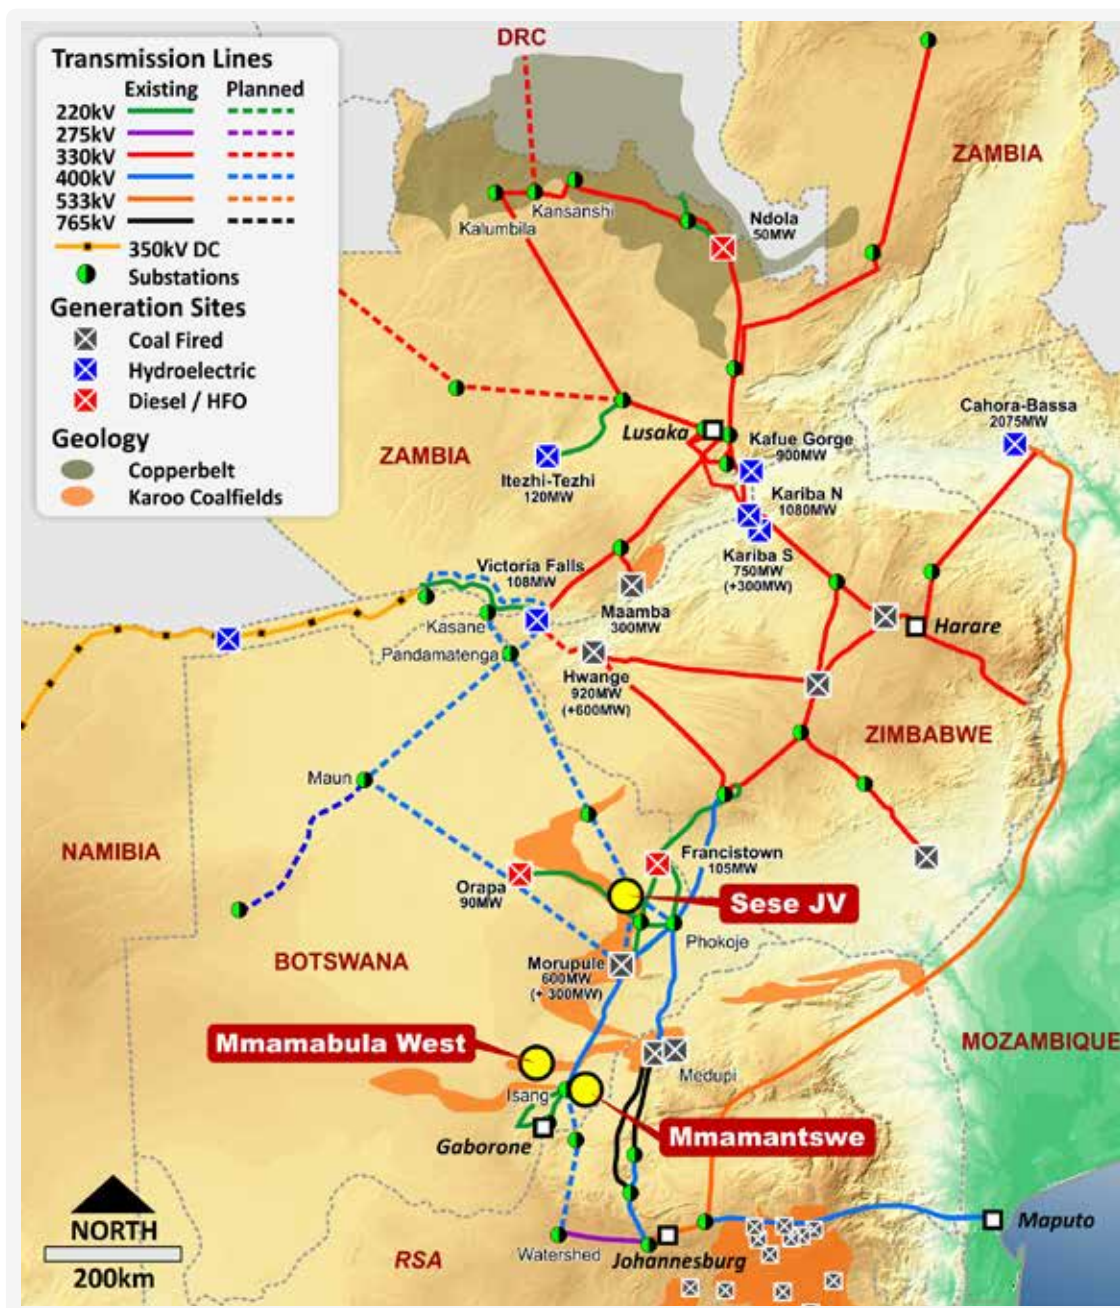 Transmission Lines
Existing Planned
220kV
275kV
330kV
400kV
533kV
765kV
350kV DC
Substations
Generation Sites
Coal Fired
Hydroelectric
Diesel / HFO
Geology
Copperbelt
Karoo Coalfields
DRC
ZAMBIA
Kansanshi
Kalumbila
Ndola
50MW
Cahora-Bassa
2075MW
Lusaka
ZAMBIA
Kafue Gorge
900MW
Itezhi-Tezhi
120MW
Kariba N
1080MW
Kariba S
750MW
(+300MW)
Victoria Falls
108MW
Maamba
300MW
Kasane
Harare
Pandamatenga
Hwange
920MW
(+600MW)
ZIMBABWE
Maun
NAMIBIA
Francistown
105MW
Orapa
90MW
Sese JV
Phokoje
BOTSWANA
Morupule
600MW
(+ 300MW)
Mmamabula West
MOZAMBIQUE
Medupi
Isang
Mmamantswe
Gaborone
NORTH
200km
Maputo
Watershed
Johannesburg
RSA